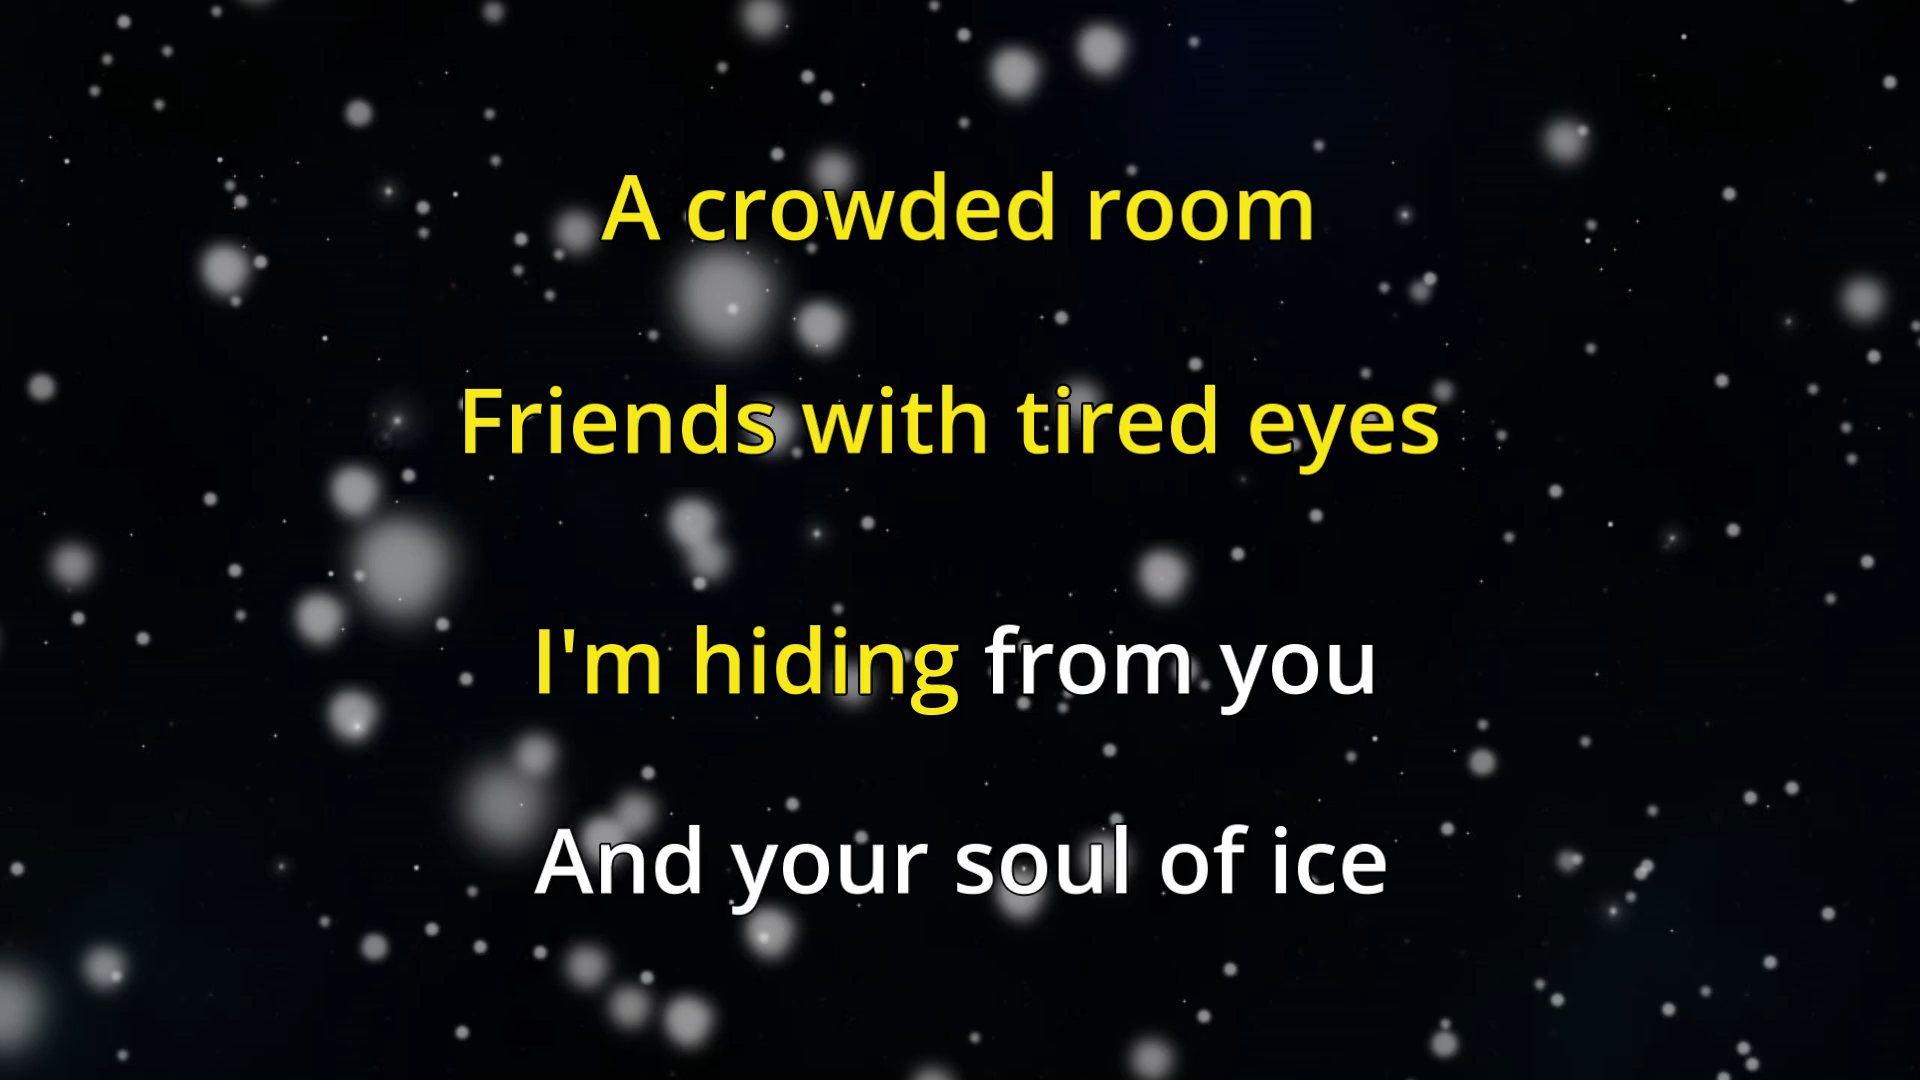 A crowded room
Friends with tired eyes
I'm hiding from you
And your soul of ice